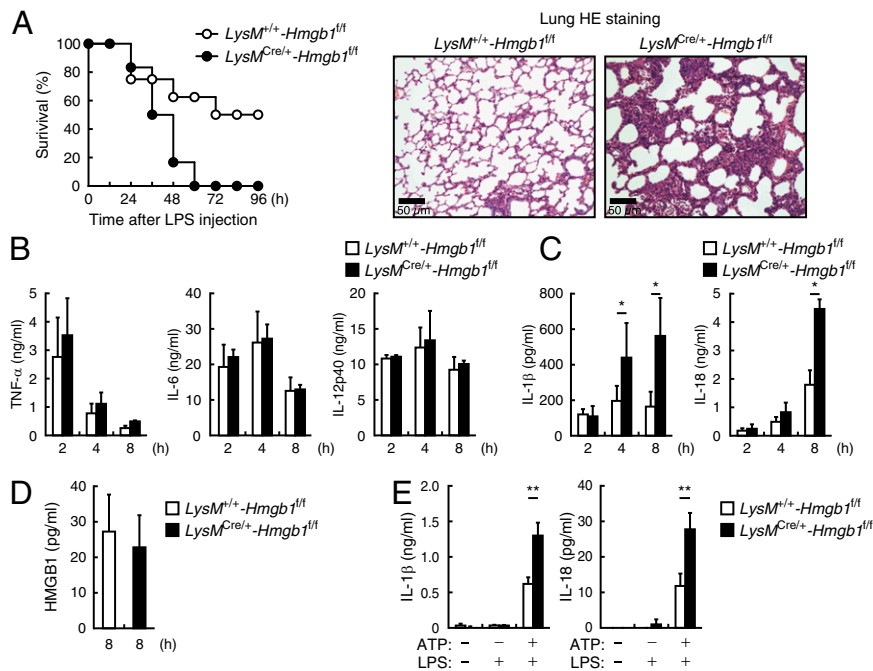 A
LysM+/+-Hmgb1f/f
LysMCre/+-Hmgb1f/f
Survival (%)
100
80
60
40
20
0
0 24 48 72 96 (h)
Time after LPS injection
Lung HE staining
LysM+/+-Hmgb1f/f
LysMCre/+-Hmgb1f/f
50 µm
50 µm
B
LysM+/+-Hmgb1f/f
LysMCre/+-Hmgb1f/f
TNF-α (ng/ml)
5
4
3
2
1
0
2 4 8 (h)
IL-6 (ng/ml)
40
30
20
10
0
2 4 8
IL-12p40 (ng/ml)
20
15
10
5
0
2 4 8 (h)
C
LysM+/+-Hmgb1f/f
LysMCre/+-Hmgb1f/f
IL-1β (pg/ml)
800
600
400
200
0
* *
2 4 8
IL-18 (ng/ml)
5
4
3
2
1
0
*
2 4 8 (h)
D
LysM+/+-Hmgb1f/f
LysMCre/+-Hmgb1f/f
HMGB1 (pg/ml)
40
30
20
10
0
8 8 (h)
E
LysM+/+-Hmgb1f/f
LysMCre/+-Hmgb1f/f
IL-1β (ng/ml)
2.0
1.5
1.0
0.5
0
**
ATP: − − +
LPS: − + +
IL-18 (pg/ml)
40
30
20
10
0
**
ATP: − − +
LPS: − + +